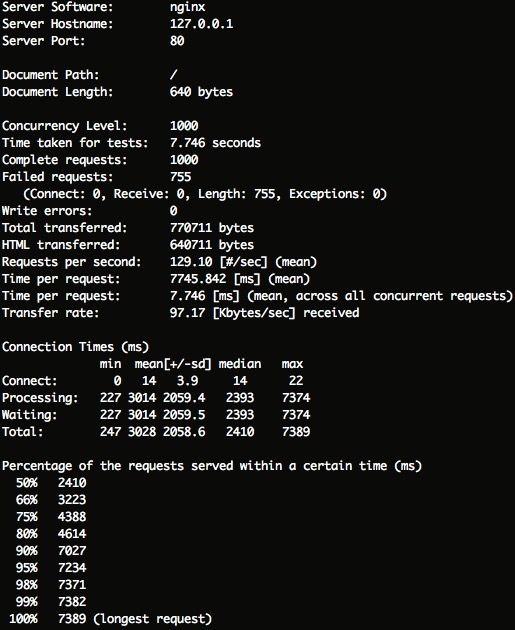 Server Software:        nginx
Server Hostname:        127.0.0.1
Server Port:            80
Document Path:          /
Document Length:        640 bytes
Concurrency Level:      1000
Time taken for tests:   7.746 seconds
Complete requests:      1000
Failed requests:        755
   (Connect: 0, Receive: 0, Length: 755, Exceptions: 0)
Write errors:           0
Total transferred:      770711 bytes
HTML transferred:       640711 bytes
Requests per second:    129.10 [#/sec] (mean)
Time per request:       7745.842 [ms] (mean)
Time per request:       7.746 [ms] (mean, across all concurrent requests)
Transfer rate:          97.17 [Kbytes/sec] received
Connection Times (ms)
              min  mean[+/-sd] median   max
Connect:        0   14   3.9     14      22
Processing:   227 3014 2059.4   2393    7374
Waiting:      227 3014 2059.5   2393    7374
Total:        247 3028 2058.6   2410    7389
Percentage of the requests served within a certain time (ms)
  50%   2410
  66%   3223
  75%   4388
  80%   4614
  90%   7027
  95%   7234
  98%   7371
  99%   7382
 100%   7389 (longest request)